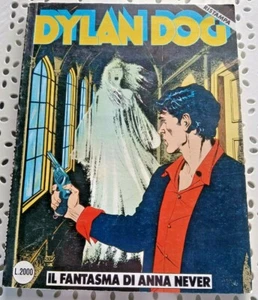 RISTAMPA
DYLAN DOG
L.2000
IL FANTASMA DI ANNA NEVER